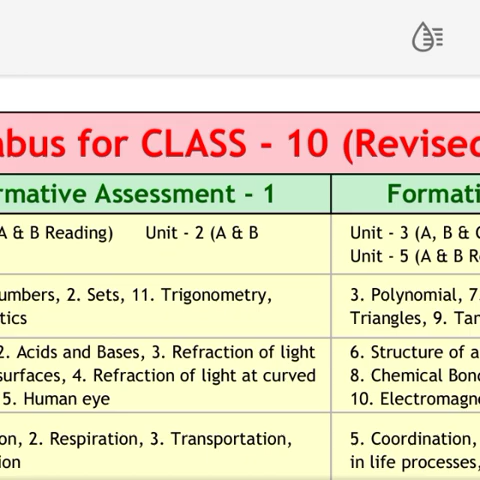 abus for CLASS - 10 (Revised
rmative Assessment - 1
Formati
A & B Reading) Unit - 2 (A & B
Unit - 3 (A, B & C
Unit - 5 (A & B Re
umbers, 2. Sets, 11. Trigonometry,
tics
3. Polynomial, 7.
Triangles, 9. Tan
2. Acids and Bases, 3. Refraction of light
surfaces, 4. Refraction of light at curved
5. Human eye
6. Structure of a
8. Chemical Bond
10. Electromagne
on, 2. Respiration, 3. Transportation,
ion
5. Coordination,
in life processes,